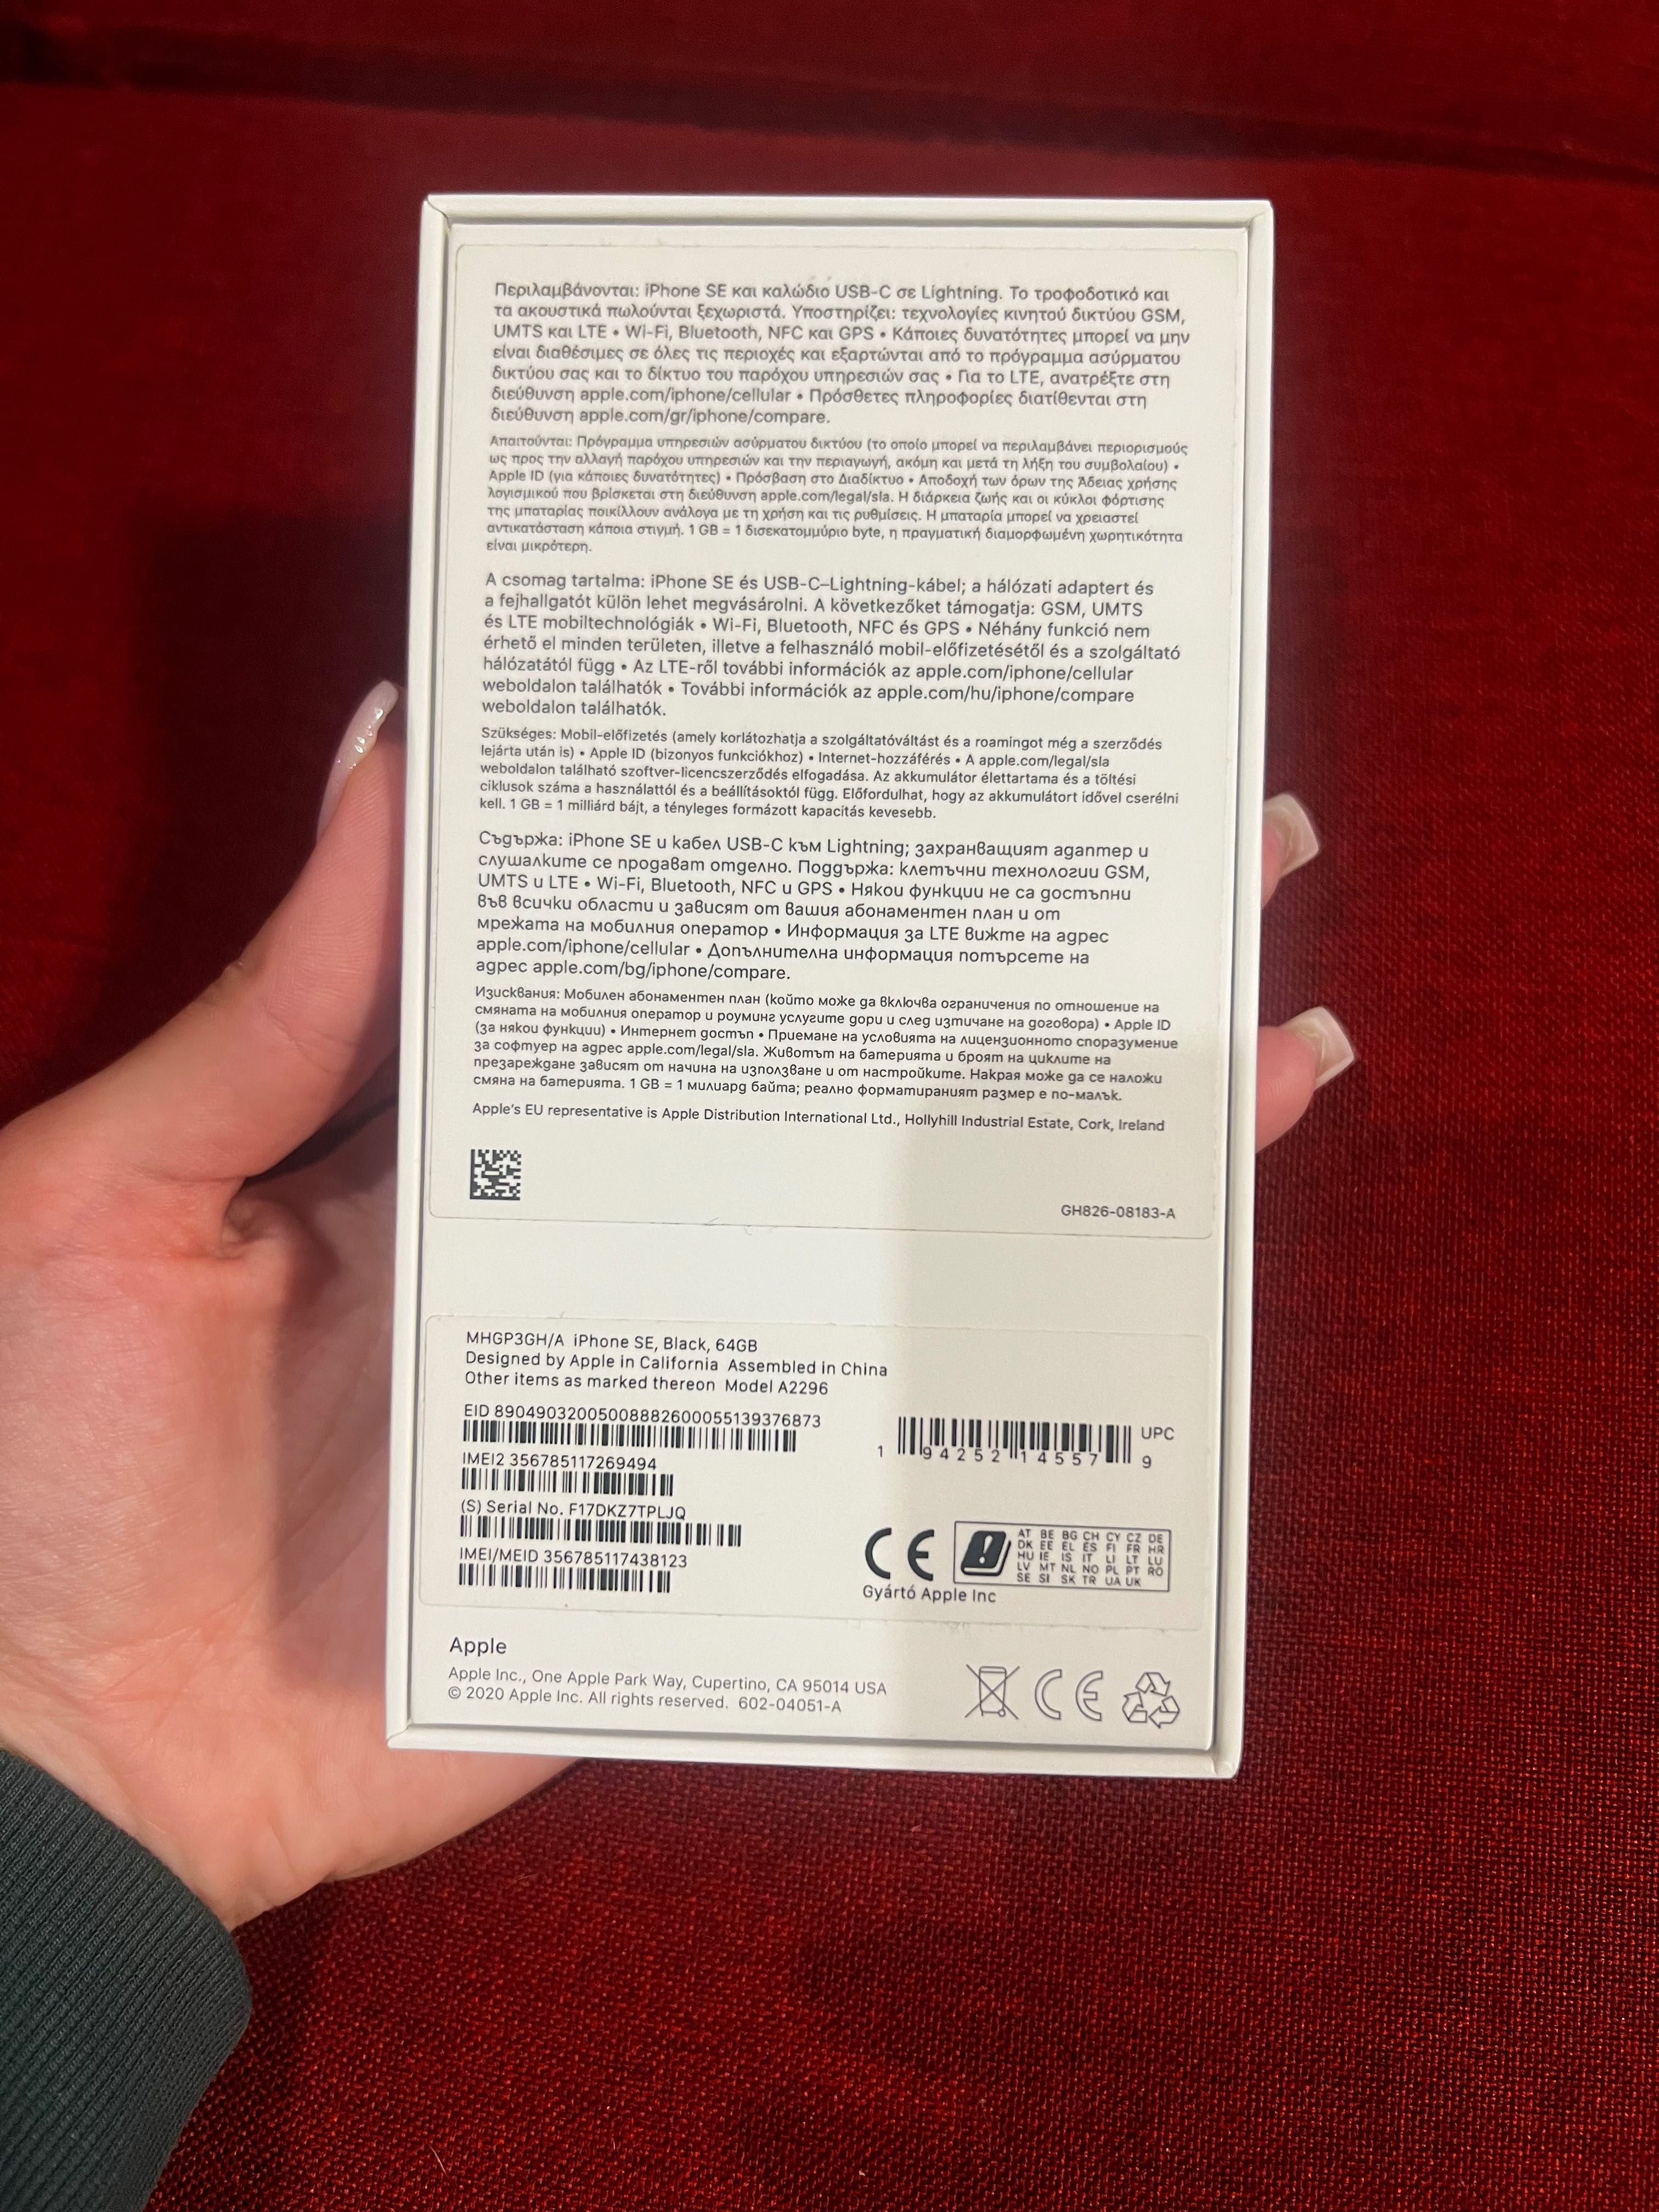 Περιλαμβάνονται: iPhone SE και καλώδιο USB-C σε Lightning. Το τροφοδοτικό και
τα ακουστικά πωλούνται ξεχωριστά. Υποστηρίζει: τεχνολογίες κινητού δικτύου GSM,
UMTS και LTE • Wi-Fi, Bluetooth, NFC και GPS • Κάποιες δυνατότητες μπορεί να μην
είναι διαθέσιμες σε όλες τις περιοχές και εξαρτώνται από το πρόγραμμα ασύρματου
δικτύου σας και το δίκτυο του παρόχου υπηρεσιών σας • Για το LTE, ανατρέξτε στη
διεύθυνση apple.com/iphone/cellular • Πρόσθετες πληροφορίες διατίθενται στη
διεύθυνση apple.com/gr/iphone/compare.
Απαιτούνται: Πρόγραμμα υπηρεσιών ασύρματου δικτύου (το οποίο μπορεί να περιλαμβάνει περιορισμούς
ως προς την αλλαγή παρόχου υπηρεσιών και την περιαγωγή, ακόμη και μετά τη λήξη του συμβολαίου) •
Apple ID (για κάποιες δυνατότητες) • Πρόσβαση στο Διαδίκτυο • Αποδοχή των όρων της Άδειας χρήσης
λογισμικού που βρίσκεται στη διεύθυνση apple.com/legal/sla. Η διάρκεια ζωής και οι κύκλοι φόρτισης
της μπαταρίας ποικίλλουν ανάλογα με τη χρήση και τις ρυθμίσεις. Η μπαταρία μπορεί να χρειαστεί
αντικατάσταση κάποια στιγμή. 1 GB = 1 δισεκατομμύριο byte, η πραγματική διαμορφωμένη χωρητικότητα
είναι μικρότερη.
A csomag tartalma: iPhone SE és USB-C–Lightning-kábel; a hálózati adaptert és
a fejhallgatót külön lehet megvásárolni. A következőket támogatja: GSM, UMTS
és LTE mobiltechnológiák • Wi-Fi, Bluetooth, NFC és GPS • Néhány funkció nem
érhető el minden területen, illetve a felhasználó mobil-előfizetésétől és a szolgáltató
hálózatától függ • Az LTE-ről további információk az apple.com/iphone/cellular
weboldalon találhatók • További információk az apple.com/hu/iphone/compare
weboldalon találhatók.
Szükséges: Mobil-előfizetés (amely korlátozhatja a szolgáltatóváltást és a roamingot még a szerződés
lejárta után is) • Apple ID (bizonyos funkciókhoz) • Internet-hozzáférés • A apple.com/legal/sla
weboldalon található szoftver-licencszerződés elfogadása. Az akkumulátor élettartama és a töltési
ciklusok száma a használattól és a beállításoktól függ. Előfordulhat, hogy az akkumulátort idővel cserélni
kell. 1 GB = 1 milliárd bájt, a tényleges formázott kapacitás kevesebb.
Съдържа: iPhone SE и кабел USB-C към Lightning; захранващият адаптер и
слушалките се продават отделно. Поддържа: клетъчни технологии GSM,
UMTS и LTE • Wi-Fi, Bluetooth, NFC и GPS • Някои функции не са достъпни
във всички области и зависят от вашия абонаментен план и от
мрежата на мобилния оператор • Информация за LTE вижте на адрес
apple.com/iphone/cellular • Допълнителна информация потърсете на
адрес apple.com/bg/iphone/compare.
Изисквания: Мобилен абонаментен план (който може да включва ограничения по отношение на
смяната на мобилния оператор и роуминг услугите дори и след изтичане на договора) • Apple ID
(за някои функции) • Интернет достъп • Приемане на условията на лицензионното споразумение
за софтуер на адрес apple.com/legal/sla. Животът на батерията и броят на циклите на
презареждане зависят от начина на използване и от настройките. Накрая може да се наложи
смяна на батерията. 1 GB = 1 милиард байта; реално форматираният размер е по-малък.
Apple's EU representative is Apple Distribution International Ltd., Hollyhill Industrial Estate, Cork, Ireland
GH826-08183-A
MHGP3GH/A iPhone SE, Black, 64GB
Designed by Apple in California Assembled in China
Other items as marked thereon Model A2296
EID 89049032005008882600055139376873
UPC
1 94252 14557 9
IMEI2 356785117269494
(S) Serial No. F17DKZ7TPLJQ
IMEI/MEID 356785117438123
CE
AT BE BG CH CY CZ DE
DK EE EL ES FI FR HR
HU IE IS IT LI LT LU
LV MT NL NO PL PT RO
SE SI SK TR UA UK
Gyártó Apple Inc
Apple
Apple Inc., One Apple Park Way, Cupertino, CA 95014 USA
© 2020 Apple Inc. All rights reserved. 602-04051-A
CE